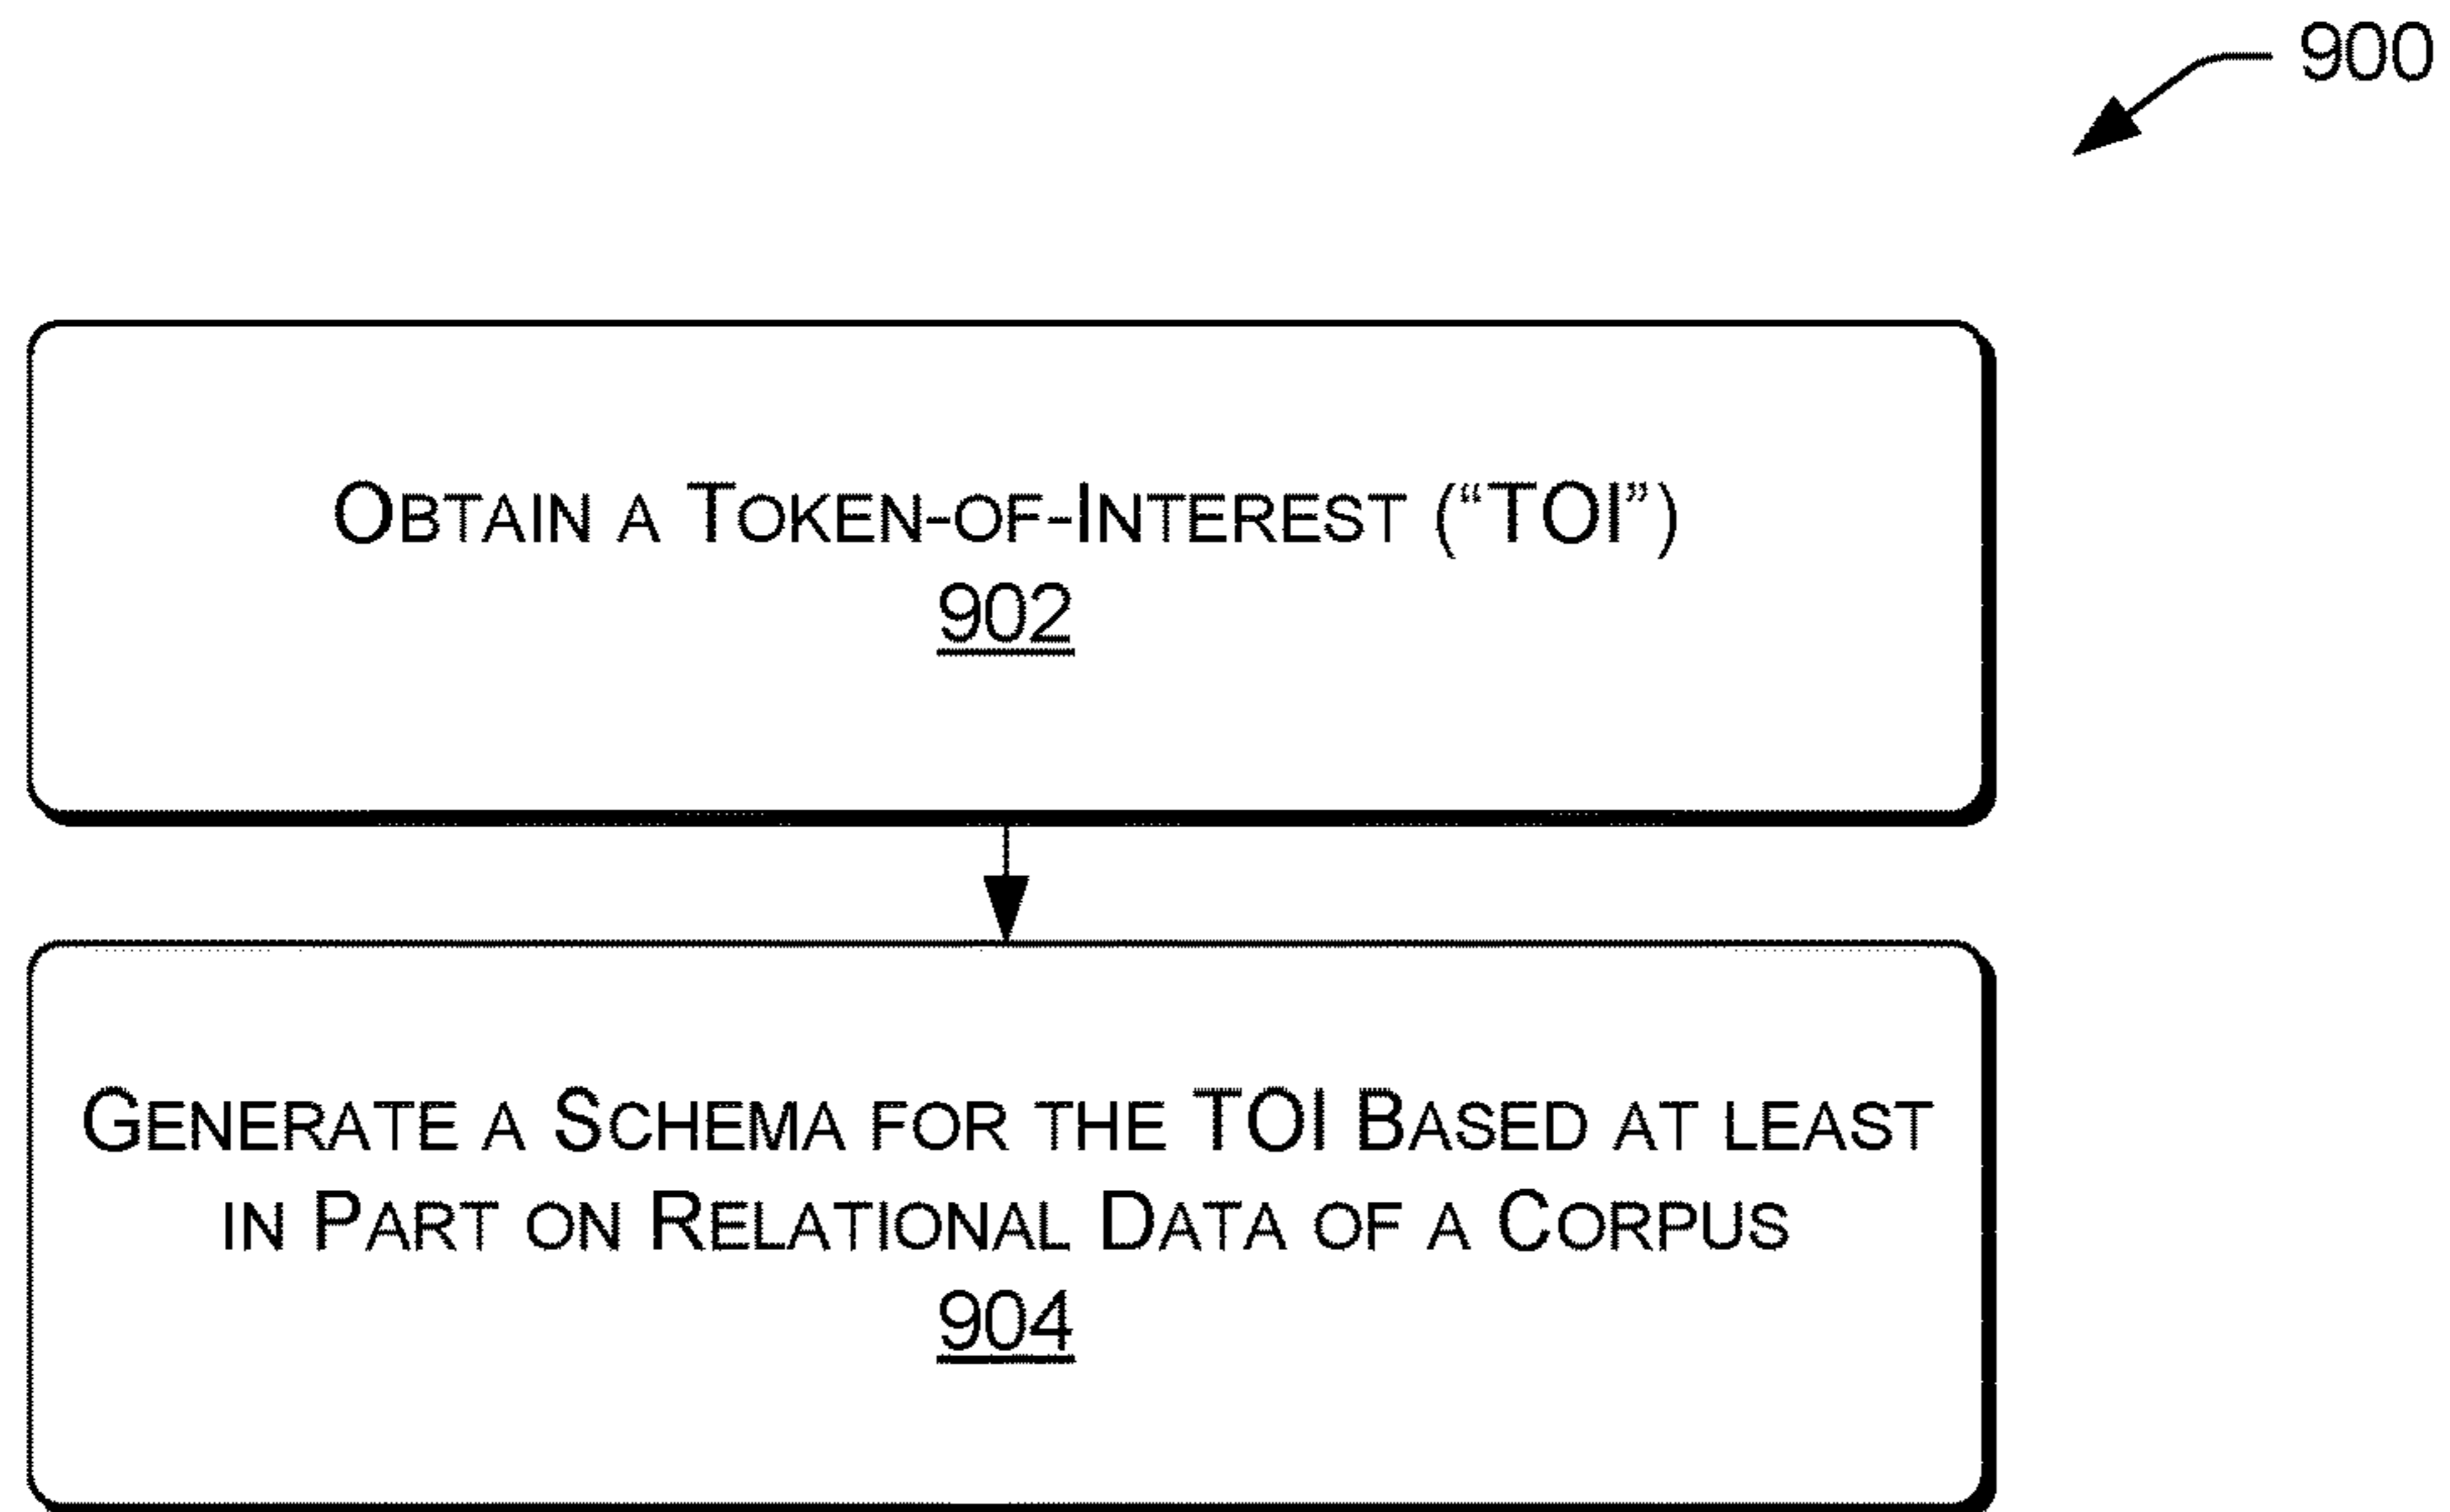 900
Obtain a Token-of-Interest (“TOI”)
902
Generate a Schema for the TOI Based at least
in Part on Relational Data of a Corpus
904